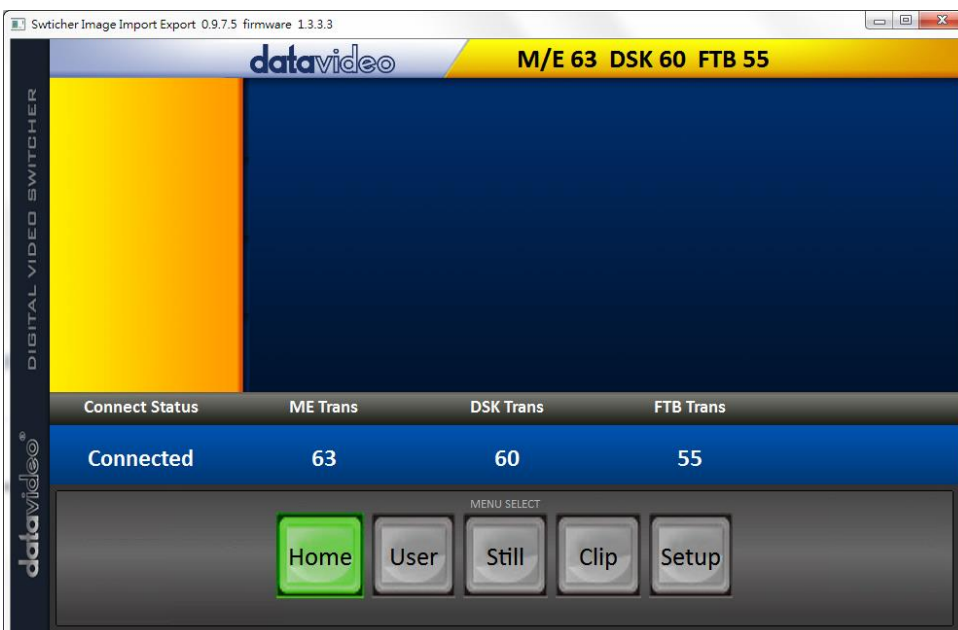 Swticher Image Import Export 0.9.7.5 firmware 1.3.3.3
datavideo
M/E 63 DSK 60 FTB 55
DIGITAL VIDEO SWITCHER
datavideo®
Connect Status ME Trans DSK Trans FTB Trans
Connected 63 60 55
MENU SELECT
Home User Still Clip Setup